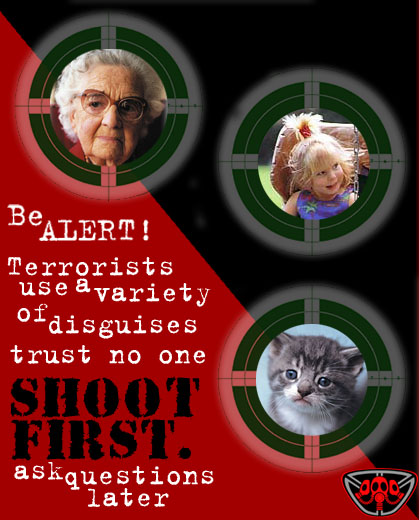 Be
ALERT!
Terrorists
use a variety
of disguises
trust no one
SHOOT
FIRST.
ask questions
later